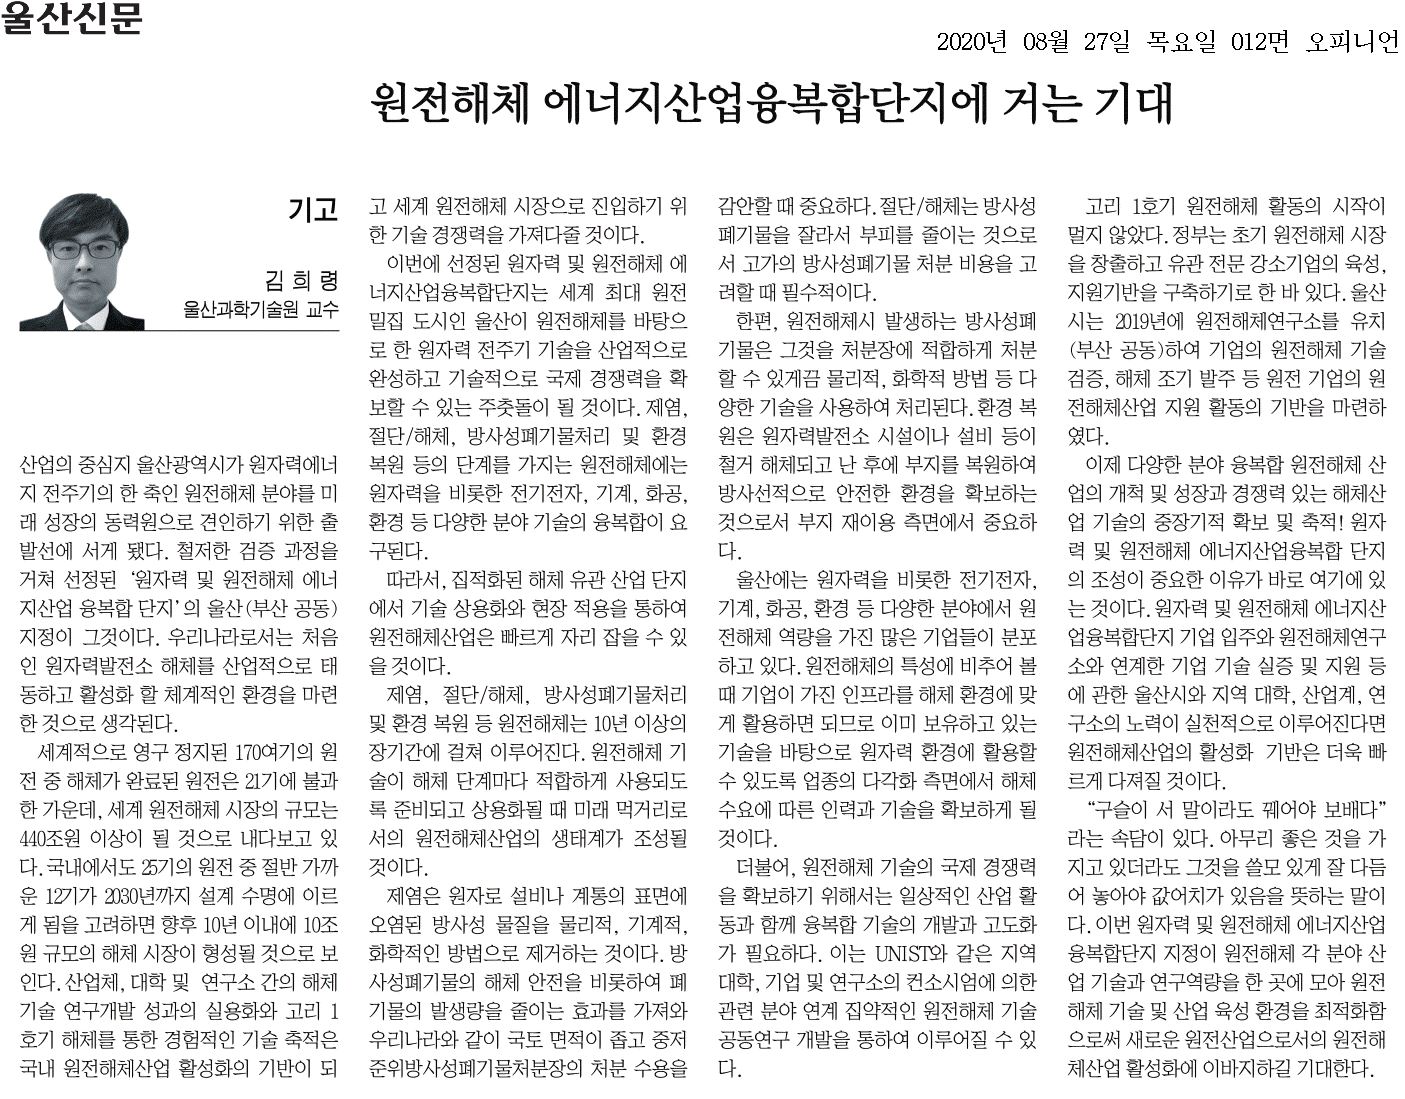 울산신문
2020년 08월 27일 목요일 012면 오피니언
원전해체 에너지산업융복합단지에 거는 기대
기고
김 희 령
울산과학기술원 교수
산업의 중심지 울산광역시가 원자력에너
지 전주기의 한 축인 원전해체 분야를 미
래 성장의 동력원으로 견인하기 위한 출
발선에 서게 됐다. 철저한 검증 과정을
거쳐 선정된 ‘원자력 및 원전해체 에너
지산업 융복합 단지’의 울산(부산 공동)
지정이 그것이다. 우리나라로서는 처음
인 원자력발전소 해체를 산업적으로 태
동하고 활성화 할 체계적인 환경을 마련
한 것으로 생각된다.
세계적으로 영구 정지된 170여기의 원
전 중 해체가 완료된 원전은 21기에 불과
한 가운데, 세계 원전해체 시장의 규모는
440조원 이상이 될 것으로 내다보고 있
다. 국내에서도 25기의 원전 중 절반 가까
운 12기가 2030년까지 설계 수명에 이르
게 됨을 고려하면 향후 10년 이내에 10조
원 규모의 해체 시장이 형성될 것으로 보
인다. 산업체, 대학 및 연구소 간의 해체
기술 연구개발 성과의 실용화와 고리 1
호기 해체를 통한 경험적인 기술 축적은
국내 원전해체산업 활성화의 기반이 되
고 세계 원전해체 시장으로 진입하기 위
한 기술 경쟁력을 가져다줄 것이다.
이번에 선정된 원자력 및 원전해체 에
너지산업융복합단지는 세계 최대 원전
밀집 도시인 울산이 원전해체를 바탕으
로 한 원자력 전주기 기술을 산업적으로
완성하고 기술적으로 국제 경쟁력을 확
보할 수 있는 주춧돌이 될 것이다. 제염,
절단/해체, 방사성폐기물처리 및 환경
복원 등의 단계를 가지는 원전해체에는
원자력을 비롯한 전기전자, 기계, 화공,
환경 등 다양한 분야 기술의 융복합이 요
구된다.
따라서, 집적화된 해체 유관 산업 단지
에서 기술 상용화와 현장 적용을 통하여
원전해체산업은 빠르게 자리 잡을 수 있
을 것이다.
제염, 절단/해체, 방사성폐기물처리
및 환경 복원 등 원전해체는 10년 이상의
장기간에 걸쳐 이루어진다. 원전해체 기
술이 해체 단계마다 적합하게 사용되도
록 준비되고 상용화될 때 미래 먹거리로
서의 원전해체산업의 생태계가 조성될
것이다.
제염은 원자로 설비나 계통의 표면에
오염된 방사성 물질을 물리적, 기계적,
화학적인 방법으로 제거하는 것이다. 방
사성폐기물의 해체 안전을 비롯하여 폐
기물의 발생량을 줄이는 효과를 가져와
우리나라와 같이 국토 면적이 좁고 중저
준위방사성폐기물처분장의 처분 수용을
감안할 때 중요하다. 절단/해체는 방사성
폐기물을 잘라서 부피를 줄이는 것으로
서 고가의 방사성폐기물 처분 비용을 고
려할 때 필수적이다.
한편, 원전해체시 발생하는 방사성폐
기물은 그것을 처분장에 적합하게 처분
할 수 있게끔 물리적, 화학적 방법 등 다
양한 기술을 사용하여 처리된다. 환경 복
원은 원자력발전소 시설이나 설비 등이
철거 해체되고 난 후에 부지를 복원하여
방사선적으로 안전한 환경을 확보하는
것으로서 부지 재이용 측면에서 중요하
다.
울산에는 원자력을 비롯한 전기전자,
기계, 화공, 환경 등 다양한 분야에서 원
전해체 역량을 가진 많은 기업들이 분포
하고 있다. 원전해체의 특성에 비추어 볼
때 기업이 가진 인프라를 해체 환경에 맞
게 활용하면 되므로 이미 보유하고 있는
기술을 바탕으로 원자력 환경에 활용할
수 있도록 업종의 다각화 측면에서 해체
수요에 따른 인력과 기술을 확보하게 될
것이다.
더불어, 원전해체 기술의 국제 경쟁력
을 확보하기 위해서는 일상적인 산업 활
동과 함께 융복합 기술의 개발과 고도화
가 필요하다. 이는 UNIST와 같은 지역
대학, 기업 및 연구소의 컨소시엄에 의한
관련 분야 연계 집약적인 원전해체 기술
공동연구 개발을 통하여 이루어질 수 있
다.
고리 1호기 원전해체 활동의 시작이
멀지 않았다. 정부는 초기 원전해체 시장
을 창출하고 유관 전문 강소기업의 육성,
지원기반을 구축하기로 한 바 있다. 울산
시는 2019년에 원전해체연구소를 유치
(부산 공동)하여 기업의 원전해체 기술
검증, 해체 조기 발주 등 원전 기업의 원
전해체산업 지원 활동의 기반을 마련하
였다.
이제 다양한 분야 융복합 원전해체 산
업의 개척 및 성장과 경쟁력 있는 해체산
업 기술의 중장기적 확보 및 축적! 원자
력 및 원전해체 에너지산업융복합 단지
의 조성이 중요한 이유가 바로 여기에 있
는 것이다. 원자력 및 원전해체 에너지산
업융복합단지 기업 입주와 원전해체연구
소와 연계한 기업 기술 실증 및 지원 등
에 관한 울산시와 지역 대학, 산업계, 연
구소의 노력이 실천적으로 이루어진다면
원전해체산업의 활성화 기반은 더욱 빠
르게 다져질 것이다.
“구슬이 서 말이라도 꿰어야 보배다”
라는 속담이 있다. 아무리 좋은 것을 가
지고 있더라도 그것을 쓸모 있게 잘 다듬
어 놓아야 값어치가 있음을 뜻하는 말이
다. 이번 원자력 및 원전해체 에너지산업
융복합단지 지정이 원전해체 각 분야 산
업 기술과 연구역량을 한 곳에 모아 원전
해체 기술 및 산업 육성 환경을 최적화함
으로써 새로운 원전산업으로서의 원전해
체산업 활성화에 이바지하길 기대한다.